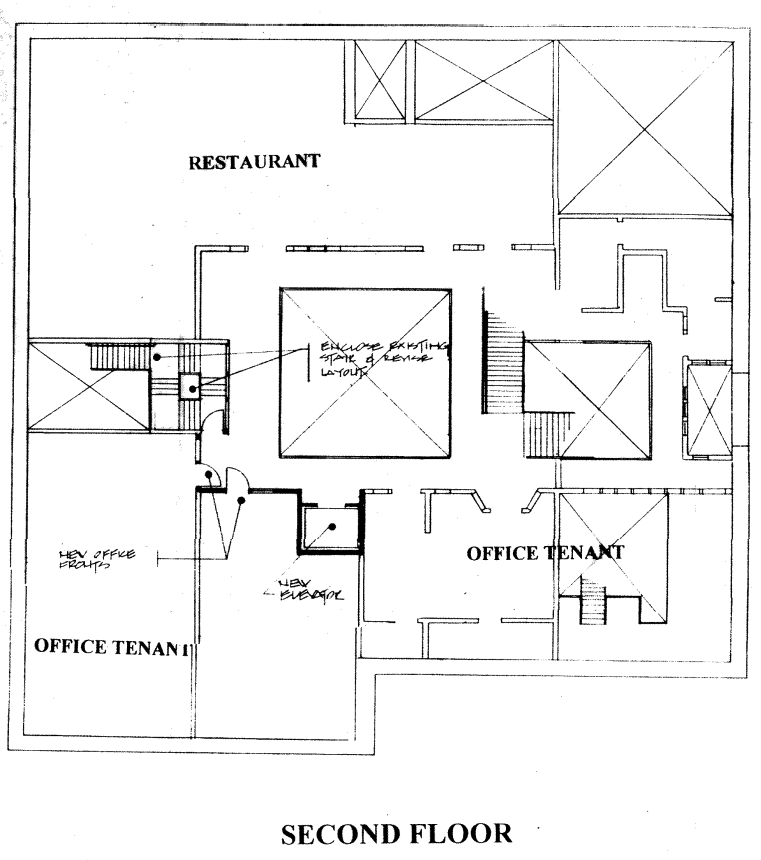 RESTAURANT
ENCLOSE EXISTING
STAIR & REVISE
LAYOUT.
NEW OFFICE
FRONTS
OFFICE TENANT
NEW
ELEVATOR
OFFICE TENANT
SECOND FLOOR